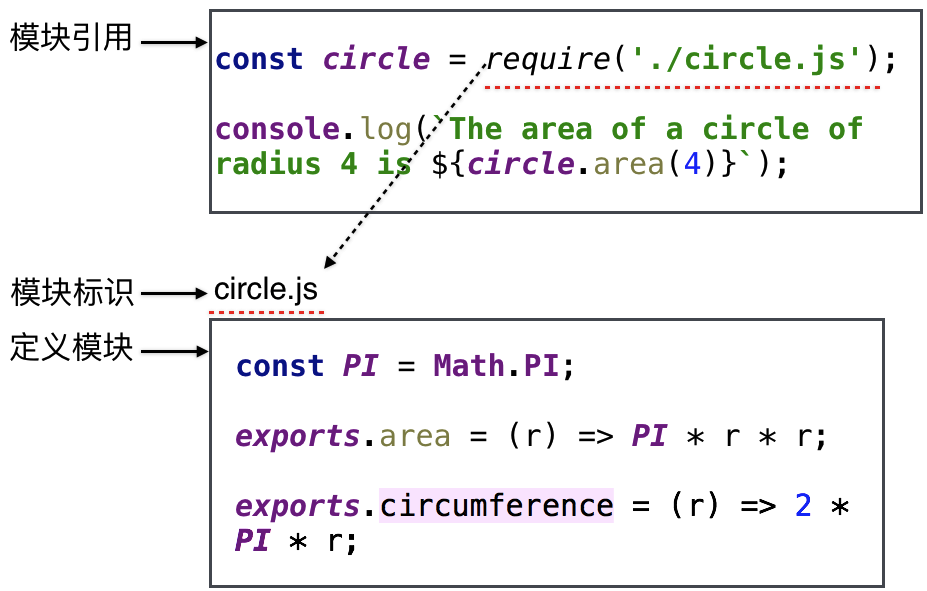 模块引用
const circle = require('./circle.js');
console.log(`The area of a circle of
radius 4 is ${circle.area(4)}`);
模块标识
circle.js
定义模块
const PI = Math.PI;
exports.area = (r) => PI * r * r;
exports.circumference = (r) => 2 *
PI * r;